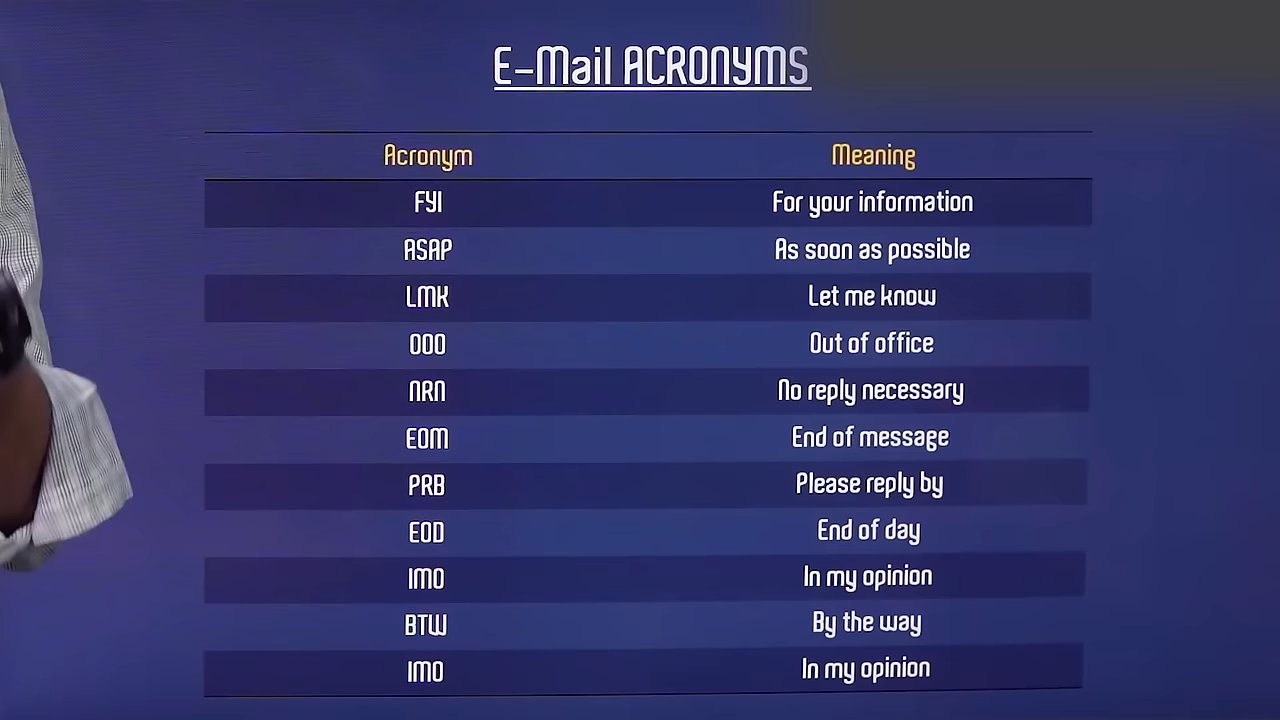 E-Mail ACRONYMS
Acronym Meaning
FYI For your information
ASAP As soon as possible
LMK Let me know
OOO Out of office
NRN No reply necessary
EOM End of message
PRB Please reply by
EOD End of day
IMO In my opinion
BTW By the way
IMO In my opinion